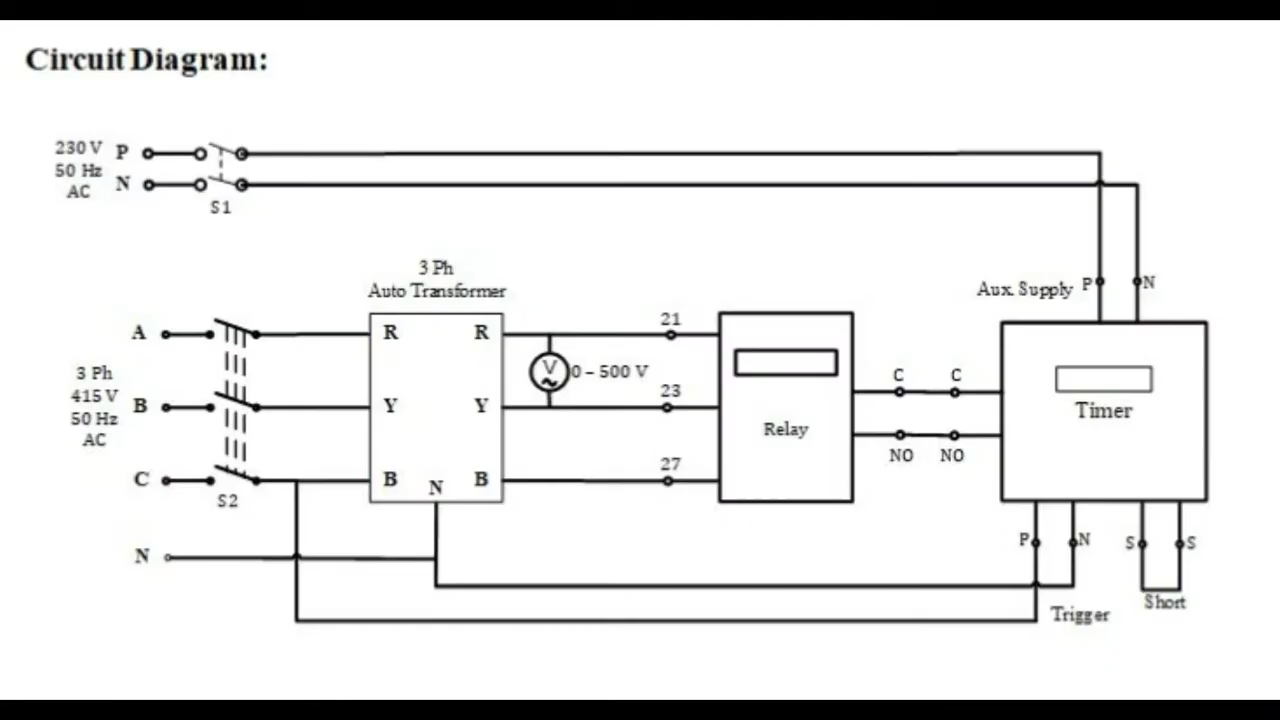 Circuit Diagram:
230 V
50 Hz
AC
P
N
S1
3 Ph
Auto Transformer
Aux. Supply
P
N
A
B
C
N
3 Ph
415 V
50 Hz
AC
S2
R
Y
B
R
Y
B
N
V
0 – 500 V
21
23
27
Relay
C
C
NO
NO
Timer
P
N
S
S
Trigger
Short